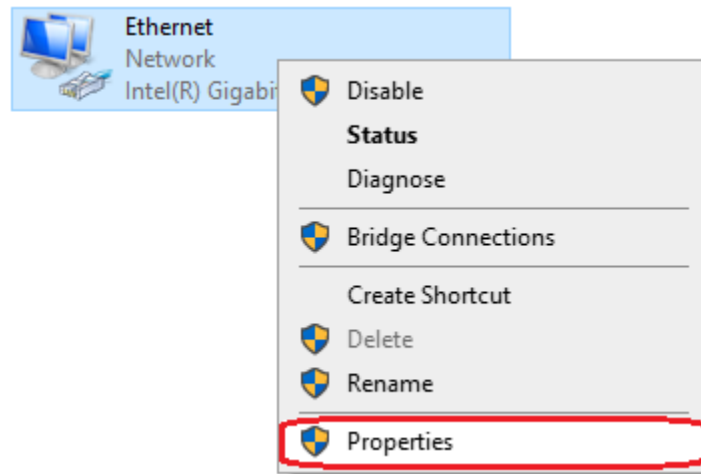 Ethernet
Network
Intel(R) Gigabi
Disable
Status
Diagnose
Bridge Connections
Create Shortcut
Delete
Rename
Properties